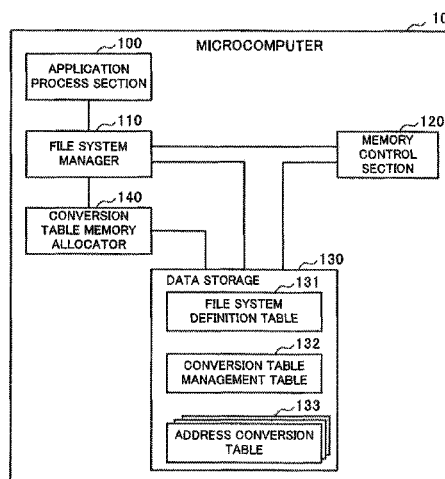 10
MICROCOMPUTER
100
APPLICATION
PROCESS SECTION
110
FILE SYSTEM
MANAGER
120
MEMORY
CONTROL
SECTION
140
CONVERSION
TABLE MEMORY
ALLOCATOR
130
DATA STORAGE
131
FILE SYSTEM
DEFINITION TABLE
132
CONVERSION TABLE
MANAGEMENT TABLE
133
ADDRESS CONVERSION
TABLE